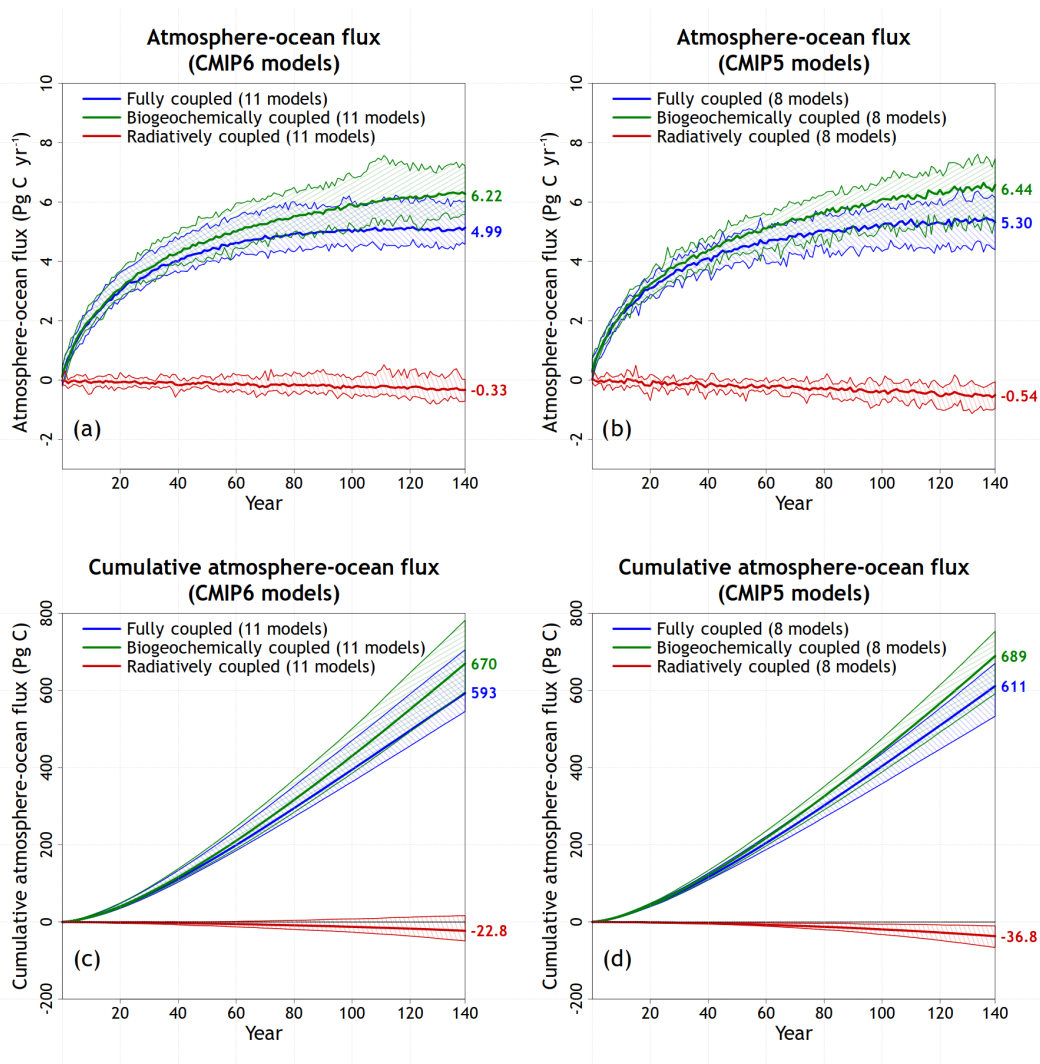 Atmosphere-ocean flux
(CMIP6 models)
Atmosphere-ocean flux (Pg C yr⁻¹)
10
8
6
4
2
0
-2
Fully coupled (11 models)
Biogeochemically coupled (11 models)
Radiatively coupled (11 models)
6.22
4.99
-0.33
(a)
20 40 60 80 100 120 140
Year
Atmosphere-ocean flux
(CMIP5 models)
Atmosphere-ocean flux (Pg C yr⁻¹)
10
8
6
4
2
0
-2
Fully coupled (8 models)
Biogeochemically coupled (8 models)
Radiatively coupled (8 models)
6.44
5.30
-0.54
(b)
20 40 60 80 100 120 140
Year
Cumulative atmosphere-ocean flux
(CMIP6 models)
Cumulative atmosphere-ocean flux (Pg C)
800
600
400
200
0
-200
Fully coupled (11 models)
Biogeochemically coupled (11 models)
Radiatively coupled (11 models)
670
593
-22.8
(c)
20 40 60 80 100 120 140
Year
Cumulative atmosphere-ocean flux
(CMIP5 models)
Cumulative atmosphere-ocean flux (Pg C)
800
600
400
200
0
-200
Fully coupled (8 models)
Biogeochemically coupled (8 models)
Radiatively coupled (8 models)
689
611
-36.8
(d)
20 40 60 80 100 120 140
Year